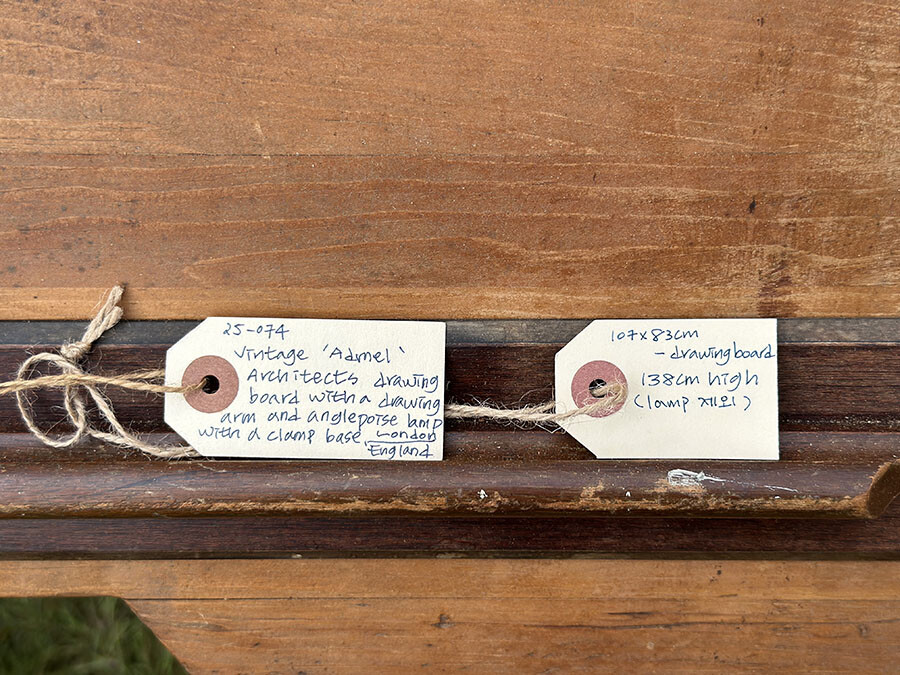 25-074
Vintage 'Admel'
Architects drawing
board with a drawing
arm and anglepoise lamp
with a clamp base London
England
107x83cm
- drawing board
138cm high
(lamp 제외)